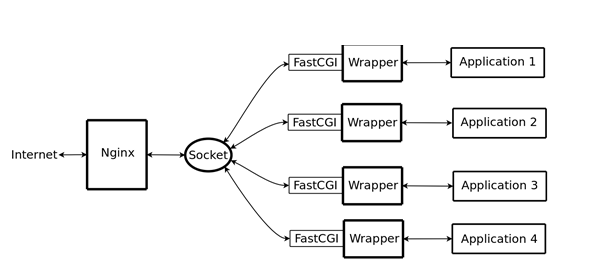 FastCGI Wrapper Application 1
FastCGI Wrapper Application 2
Internet Nginx Socket
FastCGI Wrapper Application 3
FastCGI Wrapper Application 4